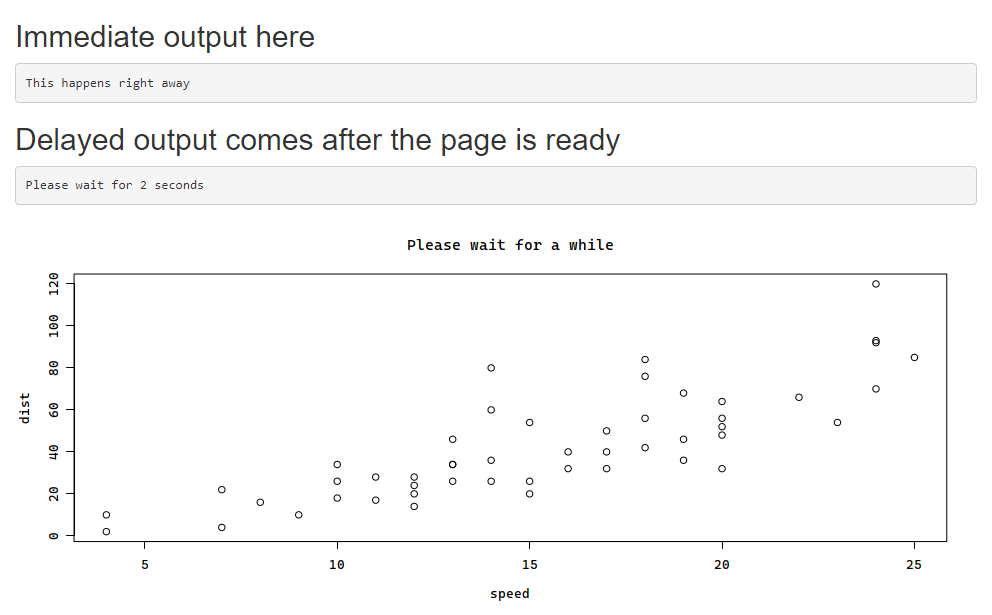 Immediate output here
This happens right away
Delayed output comes after the page is ready
Please wait for 2 seconds
Please wait for a while
120
100
80
60
40
20
0
dist
5 10 15 20 25
speed